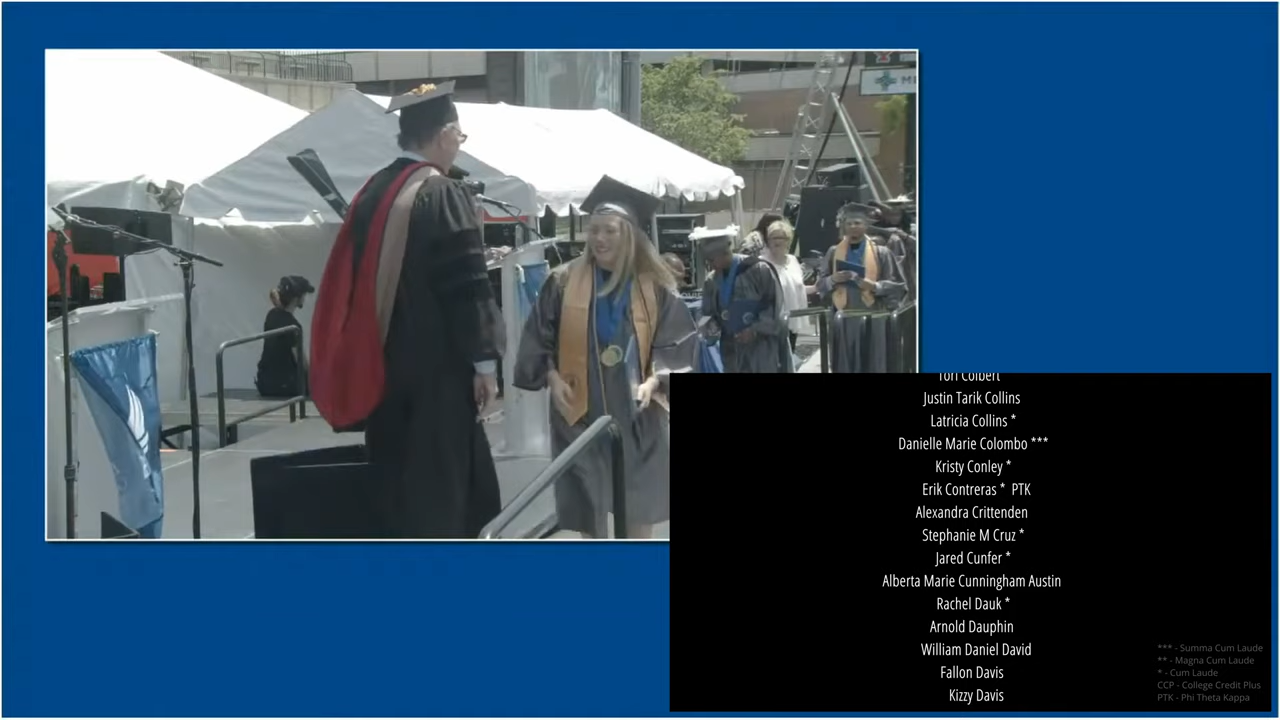 Tori Colbert
Justin Tarik Collins
Latricia Collins *
Danielle Marie Colombo ***
Kristy Conley *
Erik Contreras * PTK
Alexandra Crittenden
Stephanie M Cruz *
Jared Cunfer *
Alberta Marie Cunningham Austin
Rachel Dauk *
Arnold Dauphin
William Daniel David
Fallon Davis
Kizzy Davis
*** - Summa Cum Laude
** - Magna Cum Laude
* - Cum Laude
CCP - College Credit Plus
PTK - Phi Theta Kappa